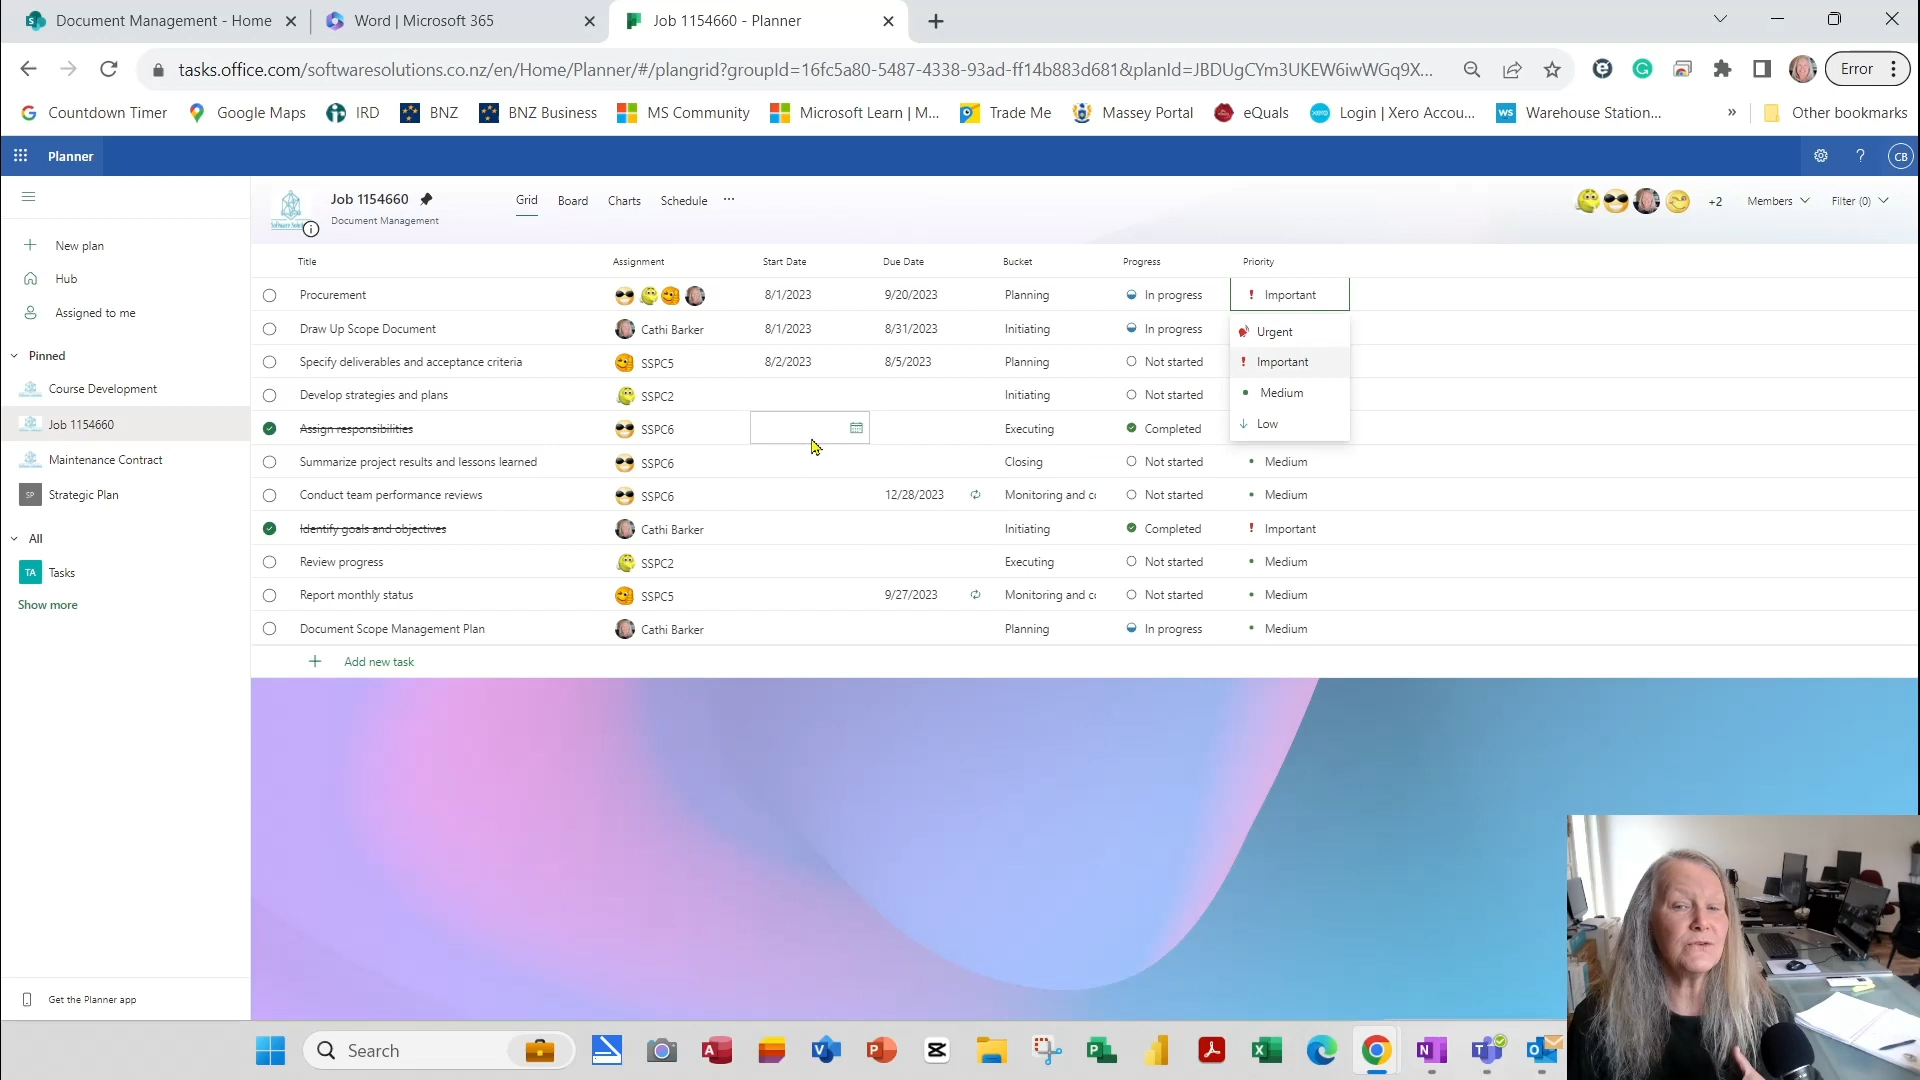 Document Management - Home
Word | Microsoft 365
Job 1154660 - Planner
tasks.office.com/softwaresolutions.co.nz/en/Home/Planner/#/plangrid?groupId=16fc5a80-5487-4338-93ad-ff14b883d681&planId=JBDUgCYm3UKEW6iwWGq9X...
Error
Countdown Timer
Google Maps
IRD
BNZ
BNZ Business
MS Community
Microsoft Learn | M...
Trade Me
Massey Portal
eQuals
Login | Xero Accou...
Warehouse Station...
»
Other bookmarks
Planner
?
CB
Job 1154660
Document Management
Grid
Board
Charts
Schedule
...
+2
Members
Filter (0)
New plan
Hub
Assigned to me
Pinned
Course Development
Job 1154660
Maintenance Contract
SP Strategic Plan
All
TA Tasks
Show more
Get the Planner app
Title Assignment Start Date Due Date Bucket Progress Priority
Procurement 8/1/2023 9/20/2023 Planning In progress Important
Draw Up Scope Document Cathi Barker 8/1/2023 8/31/2023 Initiating In progress
Urgent
Specify deliverables and acceptance criteria SSPC5 8/2/2023 8/5/2023 Planning Not started
Important
Develop strategies and plans SSPC2 Initiating Not started
Medium
Assign responsibilities SSPC6 Executing Completed
Low
Summarize project results and lessons learned SSPC6 Closing Not started Medium
Conduct team performance reviews SSPC6 12/28/2023 Monitoring and co Not started Medium
Identify goals and objectives Cathi Barker Initiating Completed Important
Review progress SSPC2 Executing Not started Medium
Report monthly status SSPC5 9/27/2023 Monitoring and co Not started Medium
Document Scope Management Plan Cathi Barker Planning In progress Medium
Add new task
Search